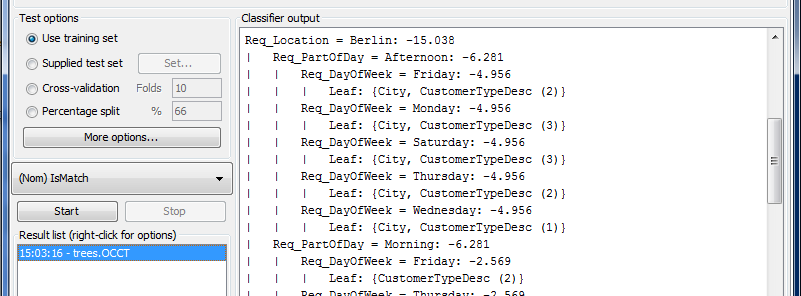 Test options
Use training set
Supplied test set Set...
Cross-validation Folds 10
Percentage split % 66
More options...
(Nom) IsMatch
Start Stop
Result list (right-click for options)
15:03:16 - trees.OCCT
Classifier output
Req_Location = Berlin: -15.038
| Req_PartOfDay = Afternoon: -6.281
| | Req_DayOfWeek = Friday: -4.956
| | | Leaf: {City, CustomerTypeDesc (2)}
| | Req_DayOfWeek = Monday: -4.956
| | | Leaf: {City, CustomerTypeDesc (3)}
| | Req_DayOfWeek = Saturday: -4.956
| | | Leaf: {City, CustomerTypeDesc (3)}
| | Req_DayOfWeek = Thursday: -4.956
| | | Leaf: {City, CustomerTypeDesc (2)}
| | Req_DayOfWeek = Wednesday: -4.956
| | | Leaf: {City, CustomerTypeDesc (1)}
| Req_PartOfDay = Morning: -6.281
| | Req_DayOfWeek = Friday: -2.569
| | | Leaf: {CustomerTypeDesc (2)}
| | Req_DayOfWeek = Thursday: -2.569